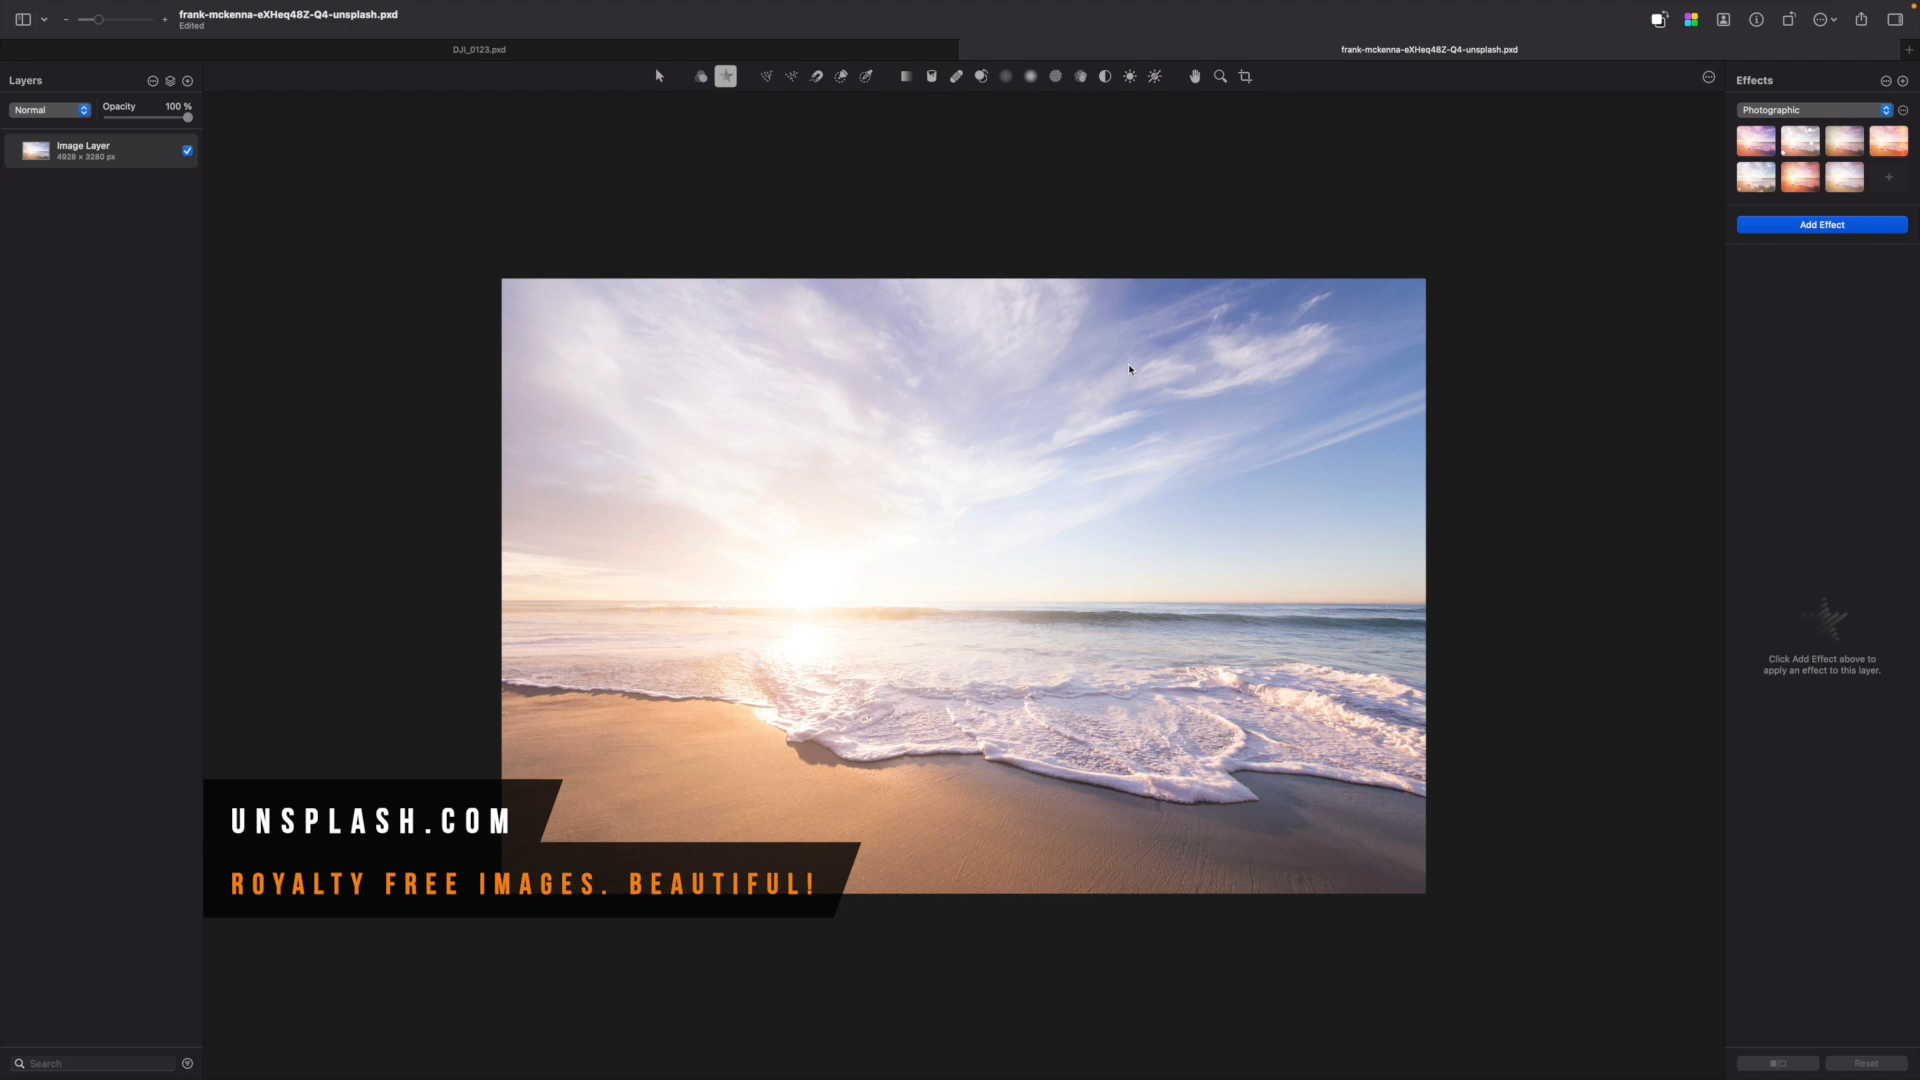 frank-mckenna-eXHeq48Z-Q4-unsplash.pxd
Edited
DJI_0123.pxd
frank-mckenna-eXHeq48Z-Q4-unsplash.pxd
Layers
Normal
Opacity
100 %
Image Layer
4928 × 3280 px
Effects
Photographic
Add Effect
Click Add Effect above to
apply an effect to this layer.
UNSPLASH.COM
ROYALTY FREE IMAGES. BEAUTIFUL!
Search
Reset